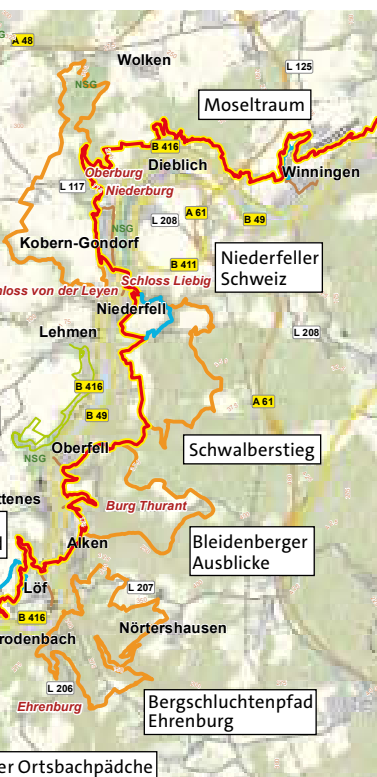 A 48
Wolken
NSG
L 125
Moseltraum
B 416
Dieblich
Winningen
Oberburg
Niederburg
L 117
L 208
A 61
B 49
Kobern-Gondorf
Niederfeller
Schweiz
B 411
Schloss Liebig
loss von der Leyen
Niederfell
Lehmen
L 208
B 416
A 61
B 49
Oberfell
Schwalberstieg
NSG
ttenes
Burg Thurant
Alken
Bleidenberger
Ausblicke
Löf
L 207
B 416
rodenbach
Nörtershausen
L 206
Ehrenburg
Bergschluchtenpfad
Ehrenburg
er Ortsbachpädche